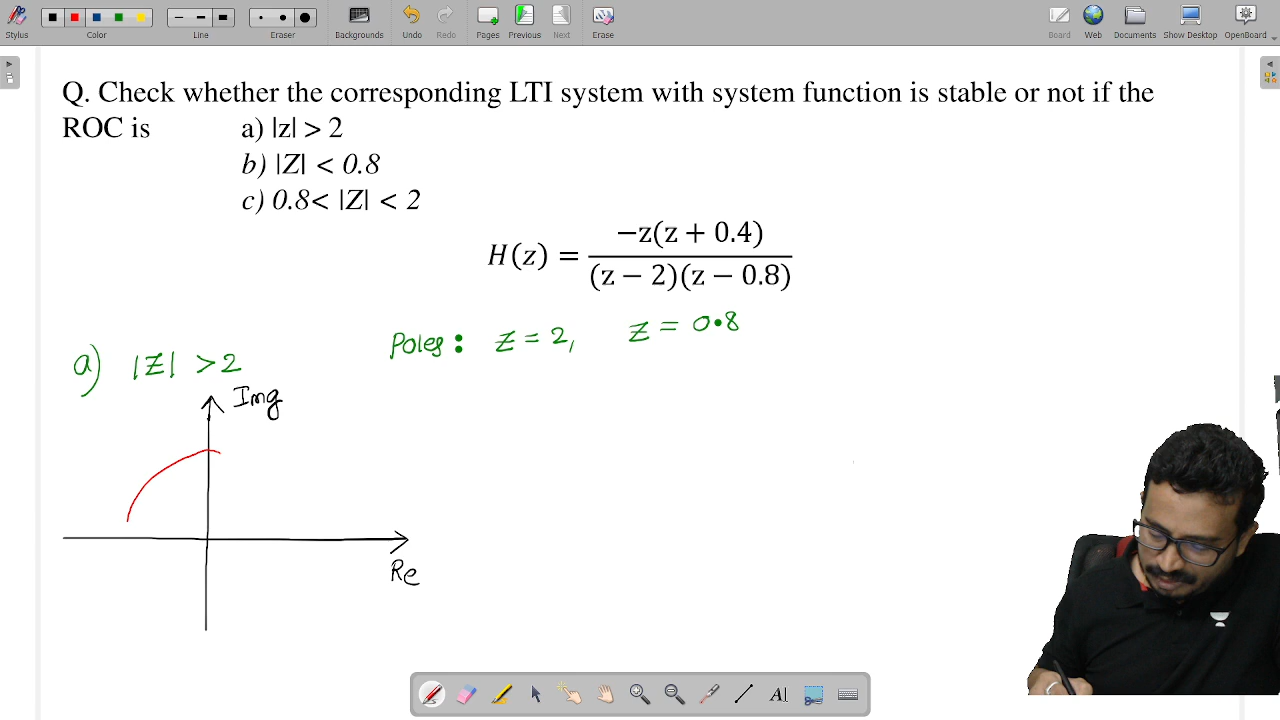 Stylus Color Line Eraser Backgrounds Undo Redo Pages Previous Next Erase Board Web Documents Show Desktop OpenBoard
Q. Check whether the corresponding LTI system with system function is stable or not if the
ROC is a) |z| > 2
b) |Z| < 0.8
c) 0.8< |Z| < 2
H(z) = −z(z + 0.4) / (z − 2)(z − 0.8)
Poles : z = 2, z = 0.8
a) |Z| > 2
Img
Re
AI